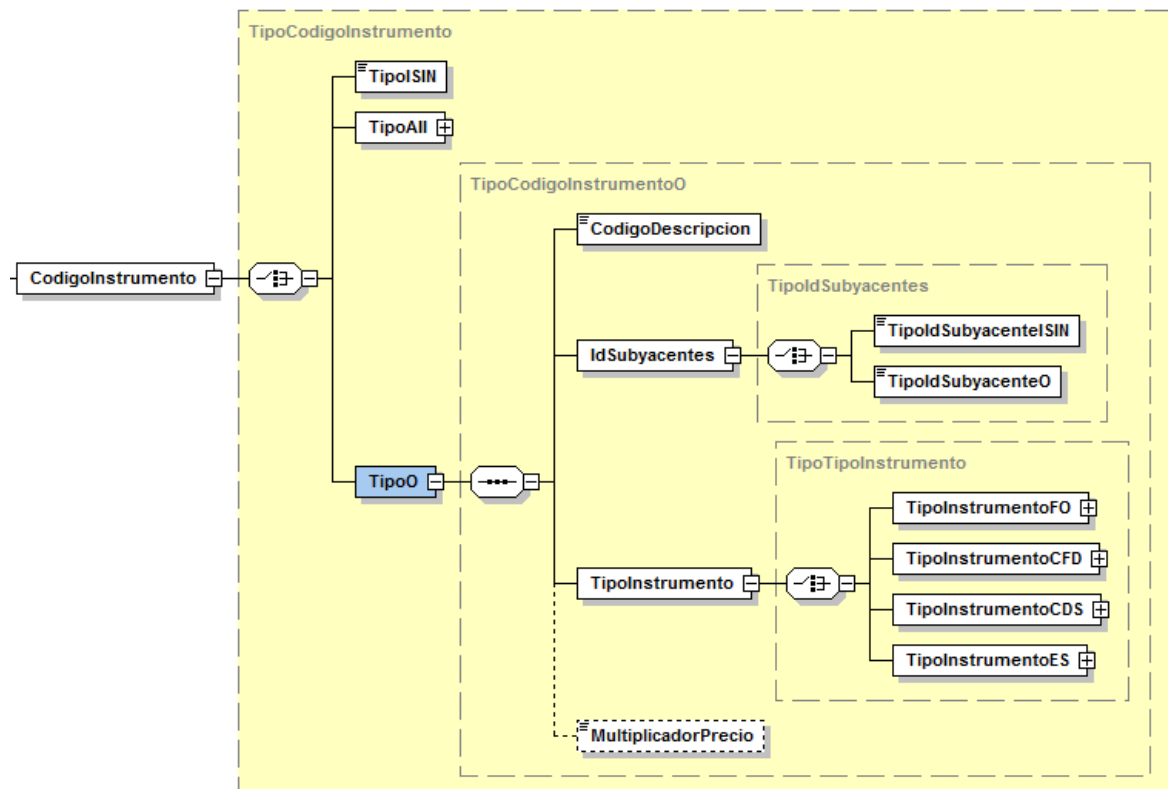 TipoCodigoInstrumento
TipoISIN
TipoAII
TipoCodigoInstrumentoO
CodigoDescripcion
CodigoInstrumento
TipoIdSubyacentes
TipoIdSubyacenteISIN
IdSubyacentes
TipoIdSubyacenteO
TipoTipoInstrumento
TipoO
TipoInstrumentoFO
TipoInstrumentoCFD
TipoInstrumento
TipoInstrumentoCDS
TipoInstrumentoES
MultiplicadorPrecio